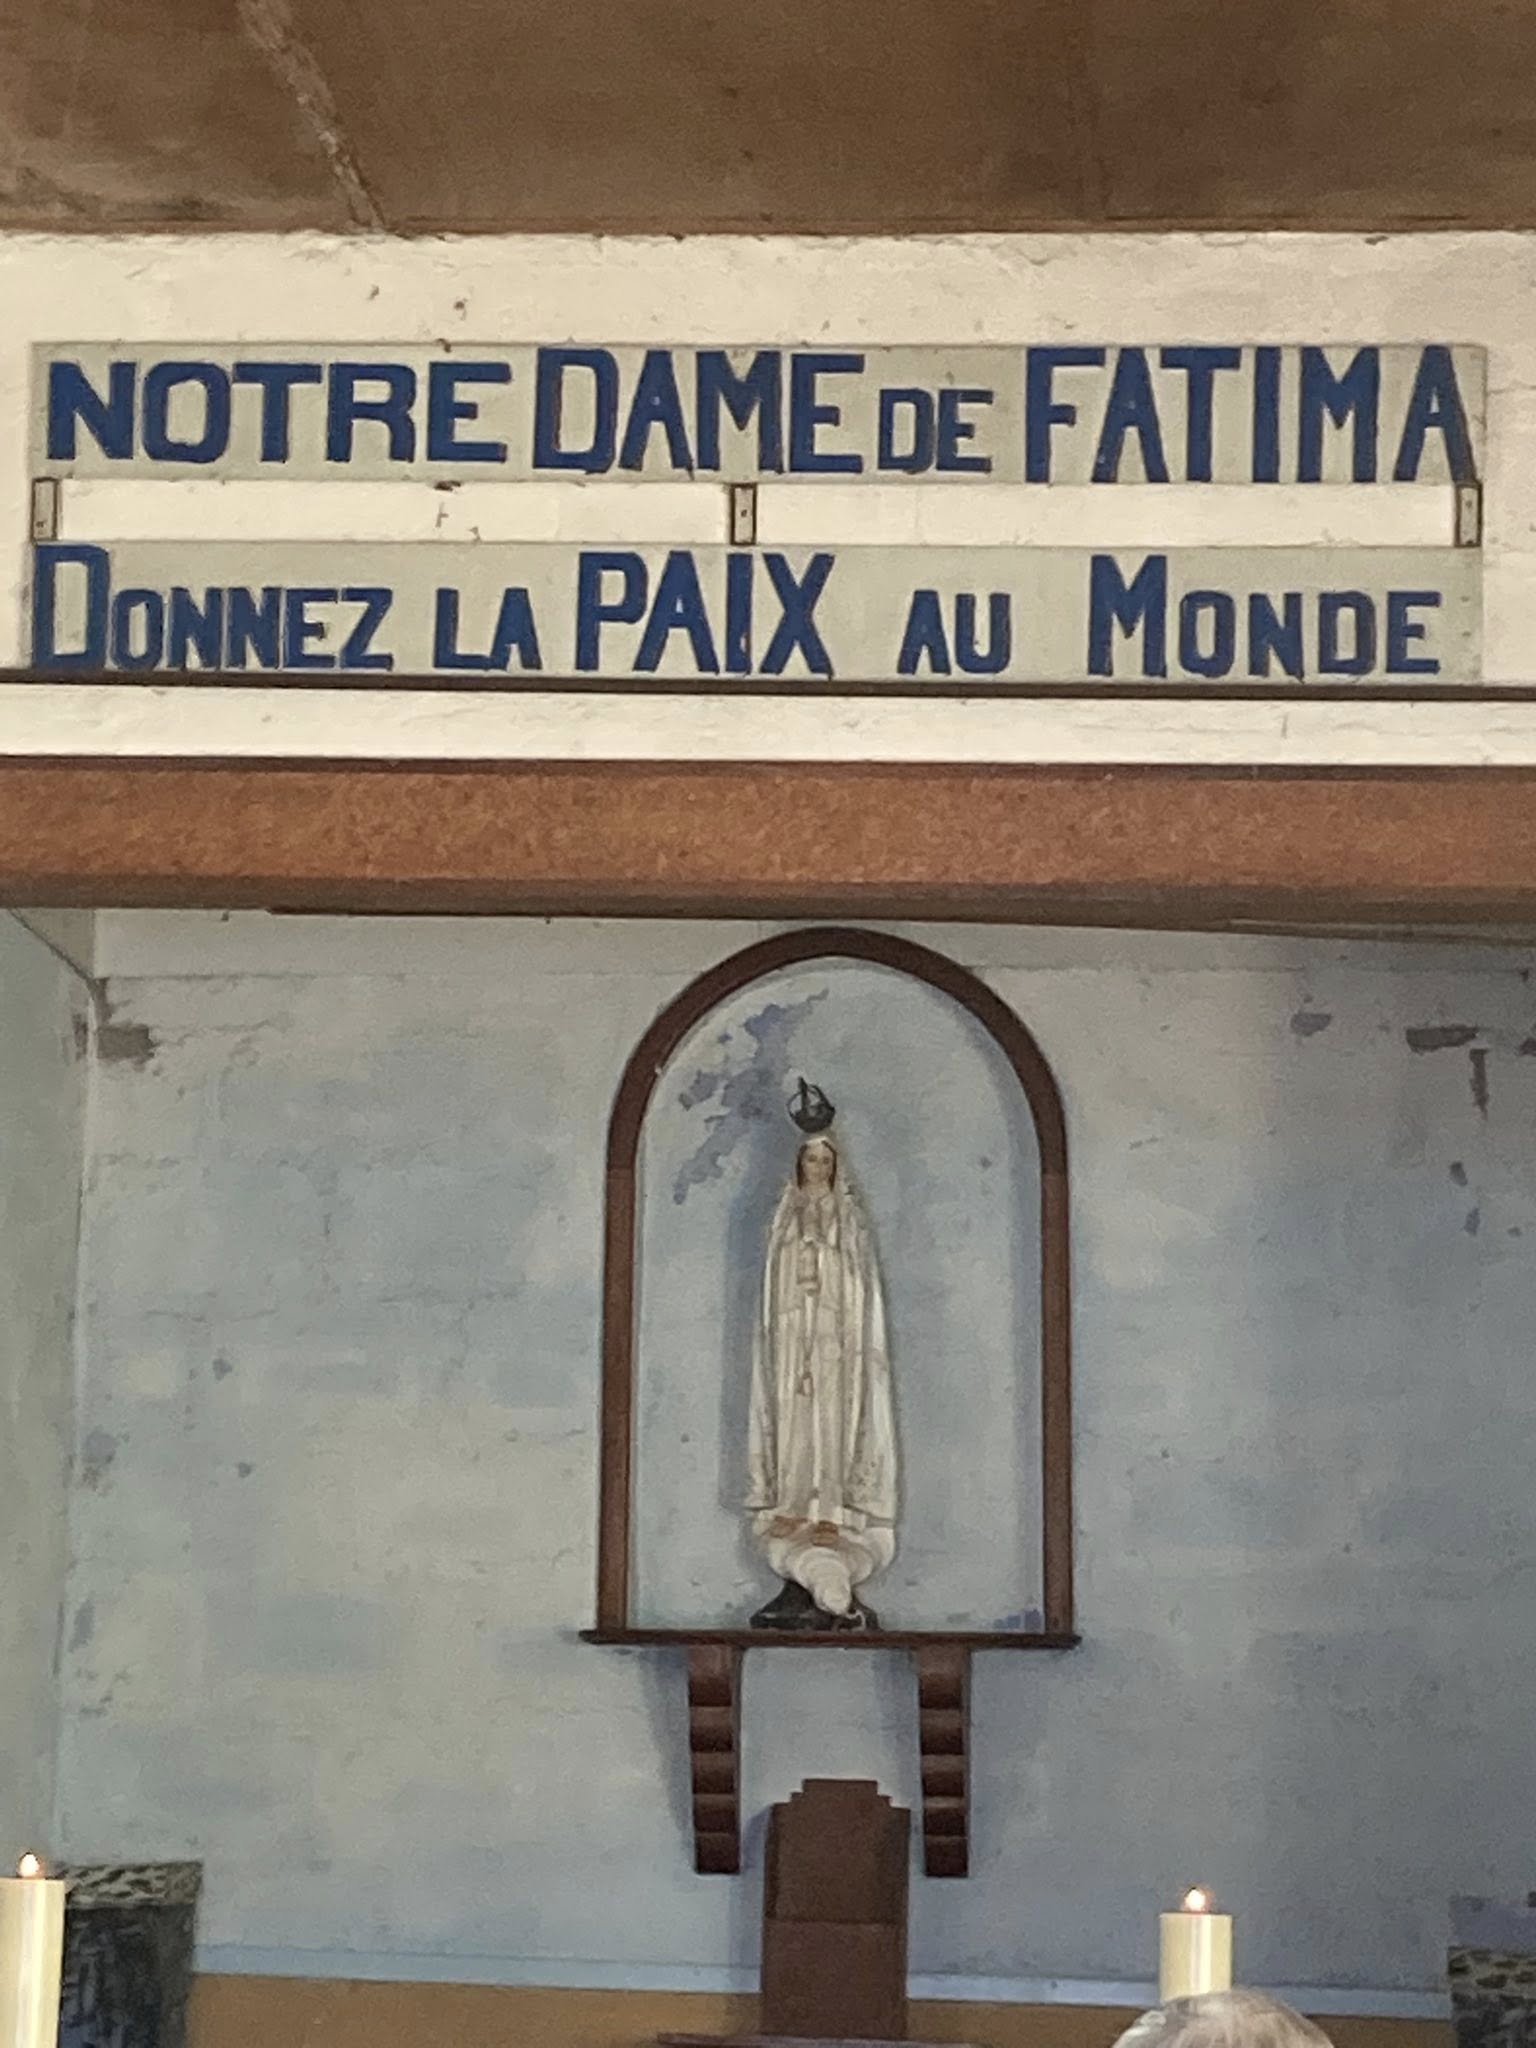 NOTRE DAME DE FATIMA
DONNEZ LA PAIX AU MONDE